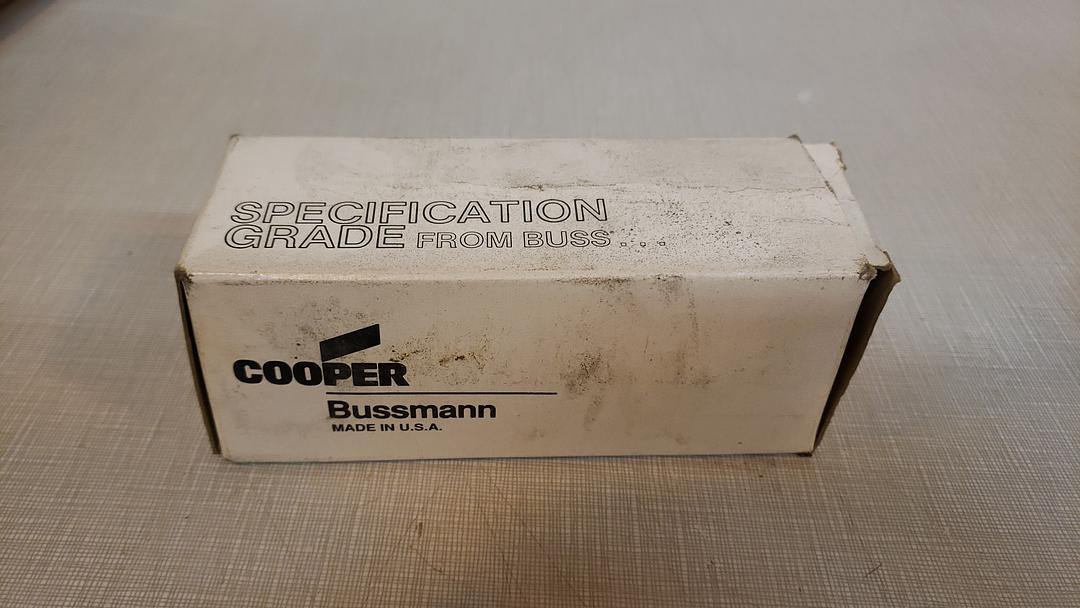 SPECIFICATION
GRADE FROM BUSS . . .
COOPER
Bussmann
MADE IN U.S.A.